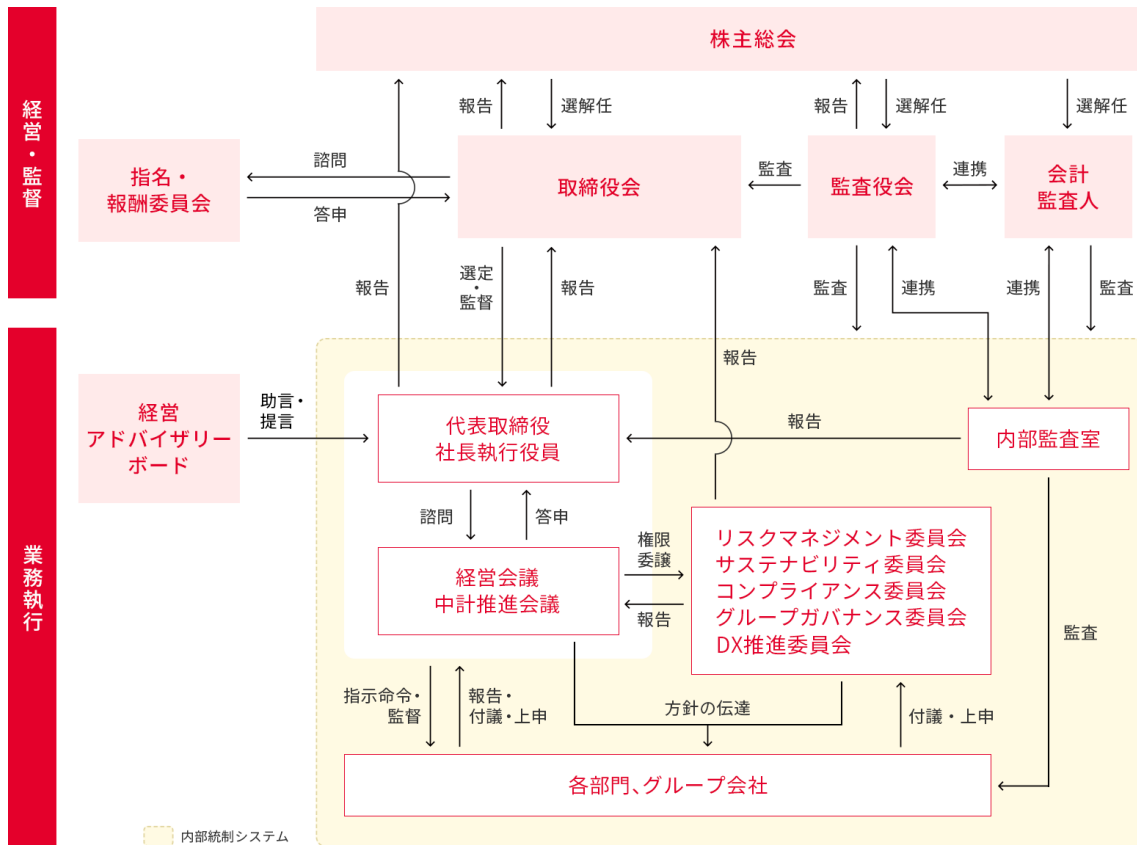 経営・監督
株主総会
報告
選解任
報告
選解任
選解任
指名・
報酬委員会
諮問
答申
取締役会
監査
監査役会
連携
会計
監査人
報告
選定・
監督
報告
監査
連携
連携
監査
業務執行
報告
経営
アドバイザリー
ボード
助言・
提言
代表取締役
社長執行役員
報告
内部監査室
諮問
答申
経営会議
中計推進会議
権限
委譲
報告
リスクマネジメント委員会
サステナビリティ委員会
コンプライアンス委員会
グループガバナンス委員会
DX推進委員会
監査
指示命令・
監督
報告・
付議・上申
方針の伝達
付議・上申
各部門、グループ会社
内部統制システム